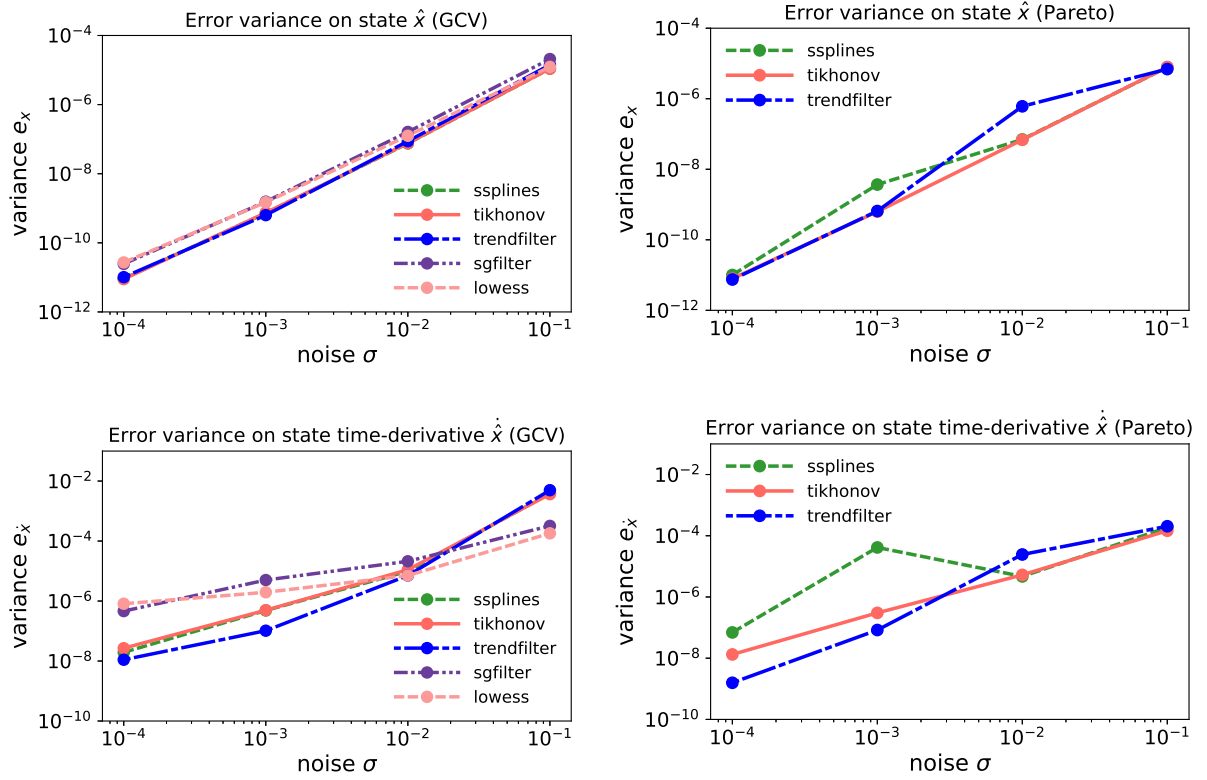 Error variance on state x̂ (GCV)
variance eₓ
10⁻⁴
10⁻⁶
10⁻⁸
10⁻¹⁰
10⁻¹²
ssplines
tikhonov
trendfilter
sgfilter
lowess
10⁻⁴ 10⁻³ 10⁻² 10⁻¹
noise σ
Error variance on state x̂ (Pareto)
variance eₓ
10⁻⁴
10⁻⁶
10⁻⁸
10⁻¹⁰
10⁻¹²
ssplines
tikhonov
trendfilter
10⁻⁴ 10⁻³ 10⁻² 10⁻¹
noise σ
Error variance on state time-derivative x̂̇ (GCV)
variance e_ẋ
10⁻²
10⁻⁴
10⁻⁶
10⁻⁸
10⁻¹⁰
ssplines
tikhonov
trendfilter
sgfilter
lowess
10⁻⁴ 10⁻³ 10⁻² 10⁻¹
noise σ
Error variance on state time-derivative x̂̇ (Pareto)
variance e_ẋ
10⁻²
10⁻⁴
10⁻⁶
10⁻⁸
10⁻¹⁰
ssplines
tikhonov
trendfilter
10⁻⁴ 10⁻³ 10⁻² 10⁻¹
noise σ